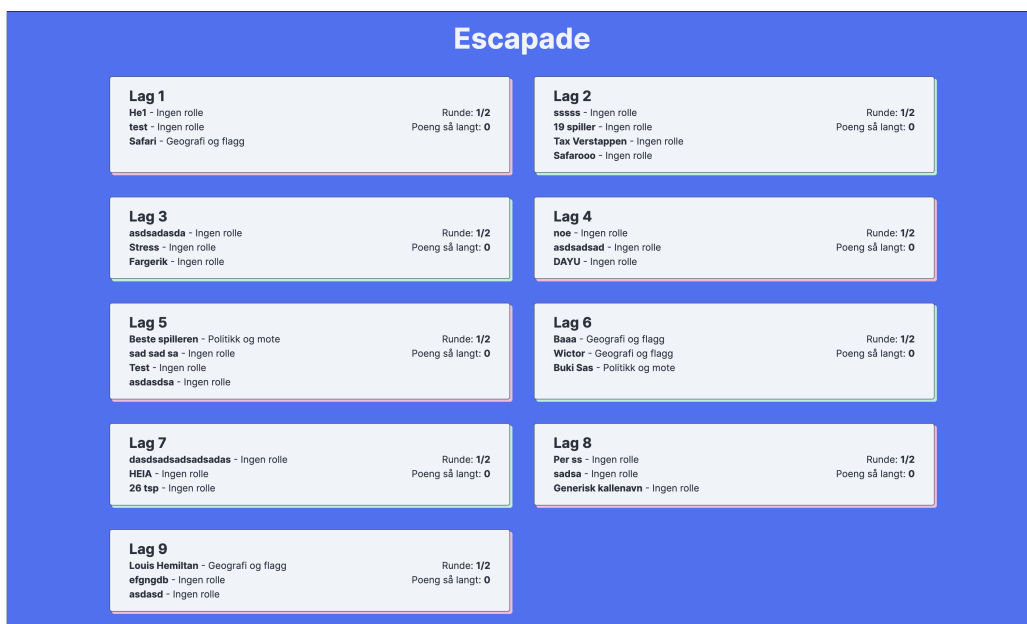 Escapade
Lag 1
He1 - Ingen rolle
Runde: 1/2
test - Ingen rolle
Poeng så langt: 0
Safari - Geografi og flagg
Lag 2
sssss - Ingen rolle
Runde: 1/2
19 spiller - Ingen rolle
Poeng så langt: 0
Tax Verstappen - Ingen rolle
Safarooo - Ingen rolle
Lag 3
asdsadasda - Ingen rolle
Runde: 1/2
Stress - Ingen rolle
Poeng så langt: 0
Fargerik - Ingen rolle
Lag 4
noe - Ingen rolle
Runde: 1/2
asdsadsad - Ingen rolle
Poeng så langt: 0
DAYU - Ingen rolle
Lag 5
Beste spilleren - Politikk og mote
Runde: 1/2
sad sad sa - Ingen rolle
Poeng så langt: 0
Test - Ingen rolle
asdasdsa - Ingen rolle
Lag 6
Baaa - Geografi og flagg
Runde: 1/2
Wictor - Geografi og flagg
Poeng så langt: 0
Buki Sas - Politikk og mote
Lag 7
dasdsadsadsadsadas - Ingen rolle
Runde: 1/2
HEIA - Ingen rolle
Poeng så langt: 0
26 tsp - Ingen rolle
Lag 8
Per ss - Ingen rolle
Runde: 1/2
sadsa - Ingen rolle
Poeng så langt: 0
Generisk kallenavn - Ingen rolle
Lag 9
Louis Hemiltan - Geografi og flagg
Runde: 1/2
efgngdb - Ingen rolle
Poeng så langt: 0
asdasd - Ingen rolle